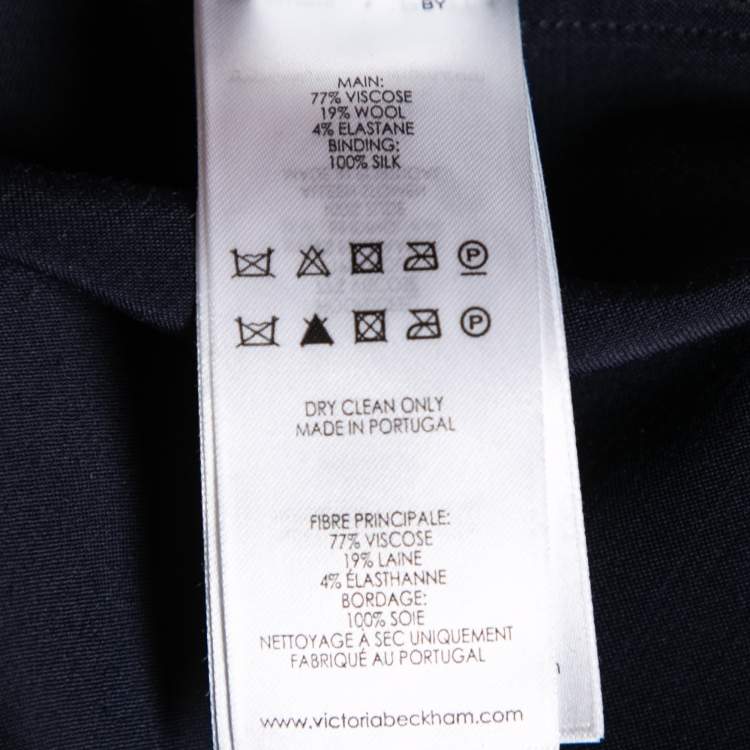 BY
MAIN:
77% VISCOSE
19% WOOL
4% ELASTANE
BINDING:
100% SILK
P
P
DRY CLEAN ONLY
MADE IN PORTUGAL
FIBRE PRINCIPALE:
77% VISCOSE
19% LAINE
4% ÉLASTHANNE
BORDAGE:
100% SOIE
NETTOYAGE À SEC UNIQUEMENT
FABRIQUÉ AU PORTUGAL
www.victoriabeckham.com